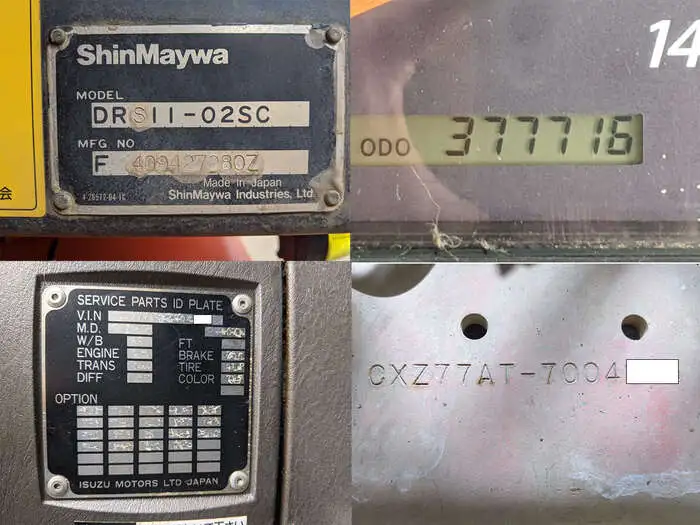 ShinMaywa
MODEL
DRS11-02SC
MFG. NO
F
Made in Japan
ShinMaywa Industries, Ltd.
会
14
ODO 377716
SERVICE PARTS ID PLATE
V.I.N
M.D.
W/B
ENGINE
TRANS
DIFF
FT
BRAKE
TIRE
COLOR
OPTION
ISUZU MOTORS LTD JAPAN
CXZ77AT-7004